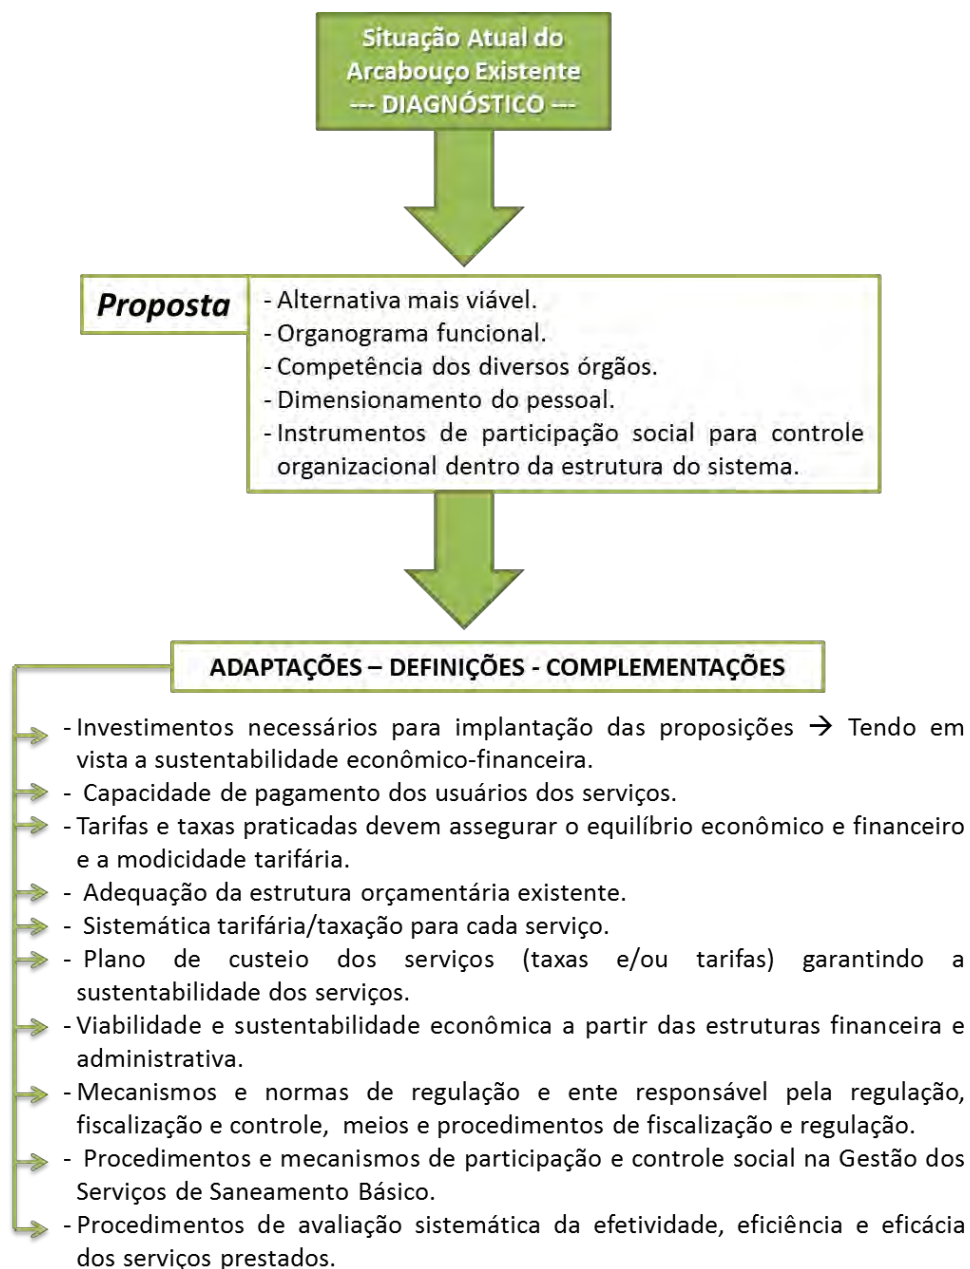 Situação Atual do
Arcabouço Existente
--- DIAGNÓSTICO ---
Proposta
- Alternativa mais viável.
- Organograma funcional.
- Competência dos diversos órgãos.
- Dimensionamento do pessoal.
- Instrumentos de participação social para controle
organizacional dentro da estrutura do sistema.
ADAPTAÇÕES – DEFINIÇÕES - COMPLEMENTAÇÕES
- Investimentos necessários para implantação das proposições → Tendo em
vista a sustentabilidade econômico-financeira.
- Capacidade de pagamento dos usuários dos serviços.
- Tarifas e taxas praticadas devem assegurar o equilíbrio econômico e financeiro
e a modicidade tarifária.
- Adequação da estrutura orçamentária existente.
- Sistemática tarifária/taxação para cada serviço.
- Plano de custeio dos serviços (taxas e/ou tarifas) garantindo a
sustentabilidade dos serviços.
- Viabilidade e sustentabilidade econômica a partir das estruturas financeira e
administrativa.
- Mecanismos e normas de regulação e ente responsável pela regulação,
fiscalização e controle, meios e procedimentos de fiscalização e regulação.
- Procedimentos e mecanismos de participação e controle social na Gestão dos
Serviços de Saneamento Básico.
- Procedimentos de avaliação sistemática da efetividade, eficiência e eficácia
dos serviços prestados.